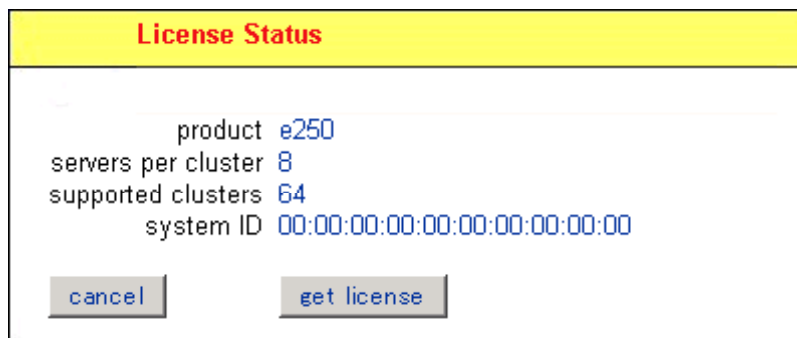 License Status
product e250
servers per cluster 8
supported clusters 64
system ID 00:00:00:00:00:00:00:00:00:00
cancel get license